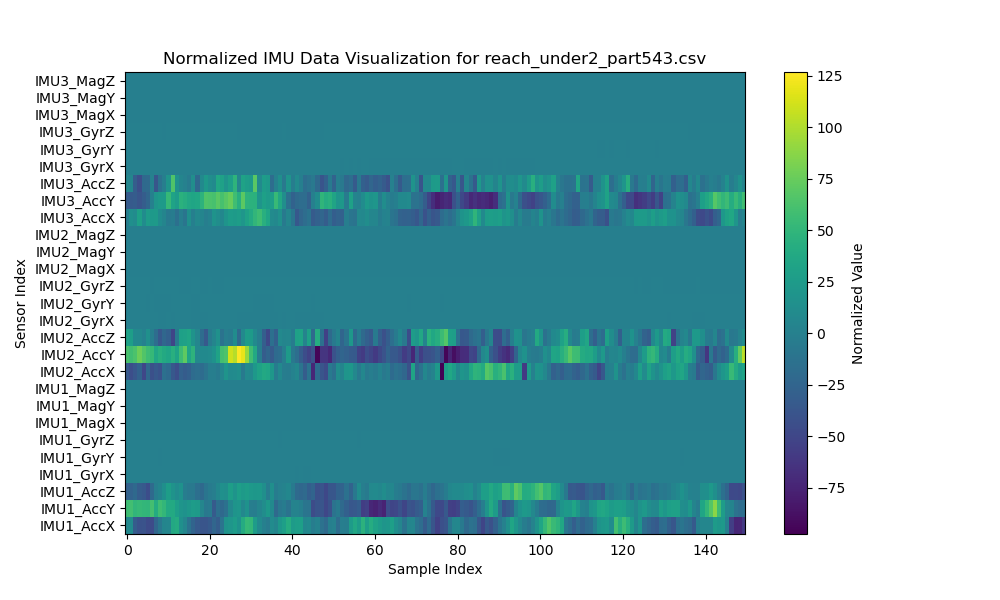 Normalized IMU Data Visualization for reach_under2_part543.csv
IMU3_MagZ
IMU3_MagY
IMU3_MagX
IMU3_GyrZ
IMU3_GyrY
IMU3_GyrX
IMU3_AccZ
IMU3_AccY
IMU3_AccX
IMU2_MagZ
IMU2_MagY
IMU2_MagX
IMU2_GyrZ
IMU2_GyrY
IMU2_GyrX
IMU2_AccZ
IMU2_AccY
IMU2_AccX
IMU1_MagZ
IMU1_MagY
IMU1_MagX
IMU1_GyrZ
IMU1_GyrY
IMU1_GyrX
IMU1_AccZ
IMU1_AccY
IMU1_AccX
Sensor Index
0 20 40 60 80 100 120 140
Sample Index
125
100
75
50
25
0
−25
−50
−75
Normalized Value